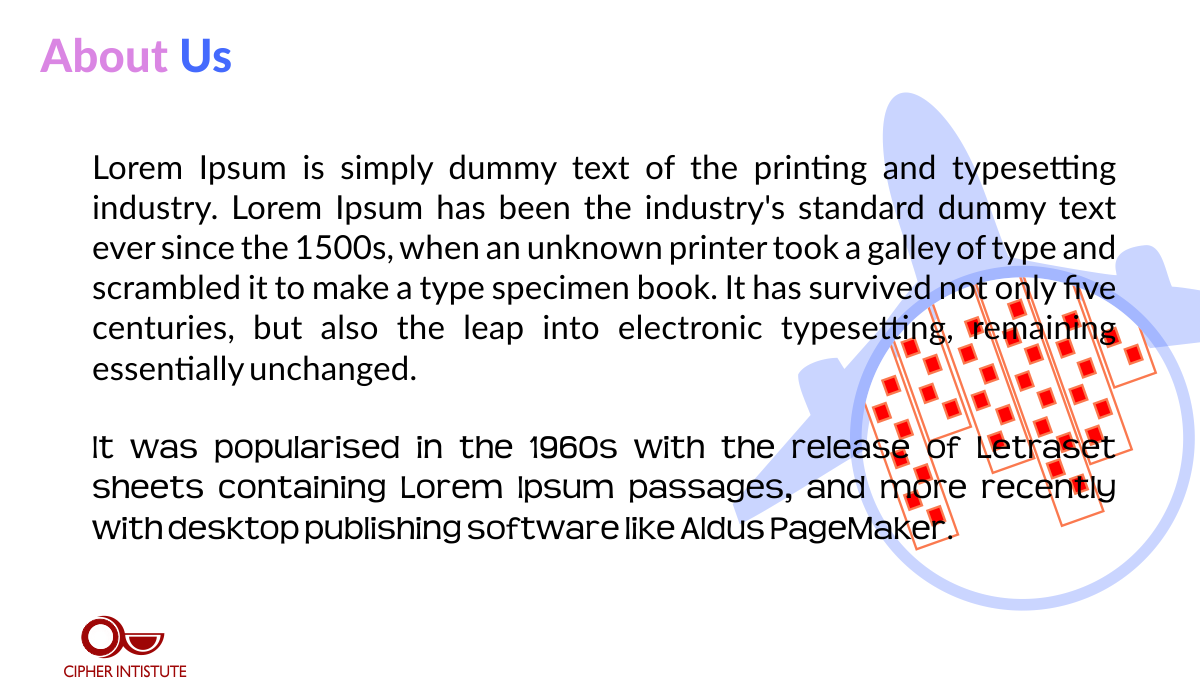 About Us
Lorem Ipsum is simply dummy text of the printing and typesetting
industry. Lorem Ipsum has been the industry's standard dummy text
ever since the 1500s, when an unknown printer took a galley of type and
scrambled it to make a type specimen book. It has survived not only five
centuries, but also the leap into electronic typesetting, remaining
essentially unchanged.
It was popularised in the 1960s with the release of Letraset
sheets containing Lorem Ipsum passages, and more recently
with desktop publishing software like Aldus PageMaker.
CIPHER INTISTUTE